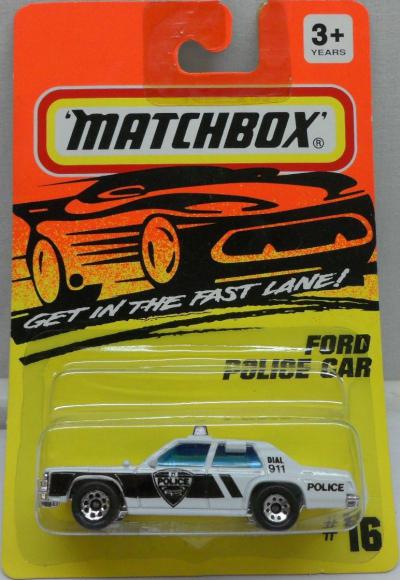 3+
YEARS
'MATCHBOX'®
GET IN THE FAST LANE!
FORD
POLICE CAR
DIAL
911
POLICE
POLICE
#16